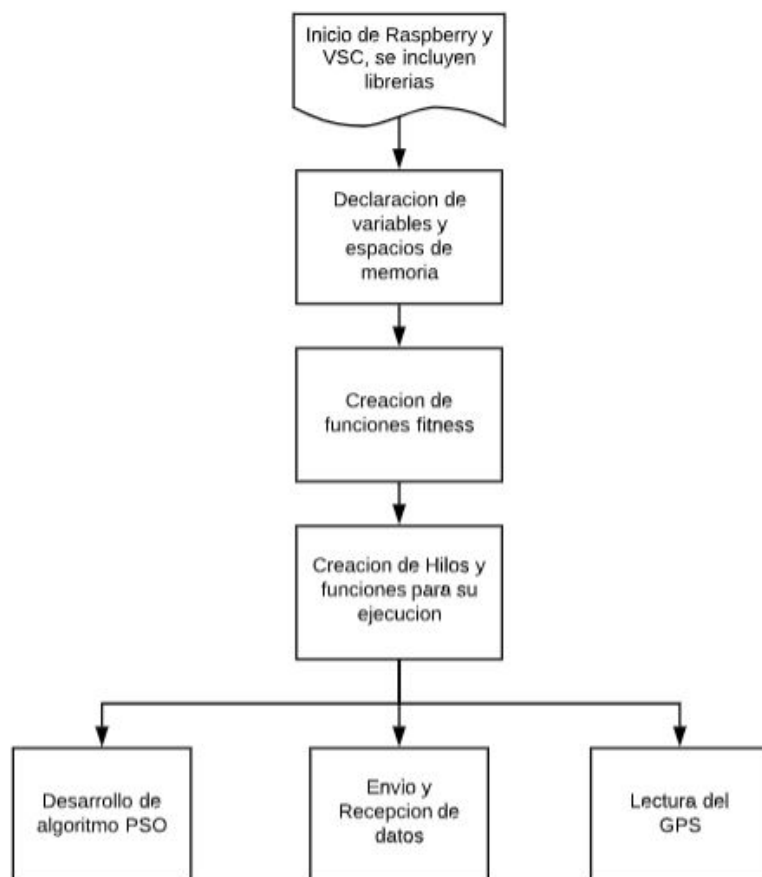 Inicio de Raspberry y
VSC, se incluyen
librerias
Declaracion de
variables y
espacios de
memoria
Creacion de
funciones fitness
Creacion de Hilos y
funciones para su
ejecucion
Desarrollo de
algoritmo PSO
Envio y
Recepcion de
datos
Lectura del
GPS